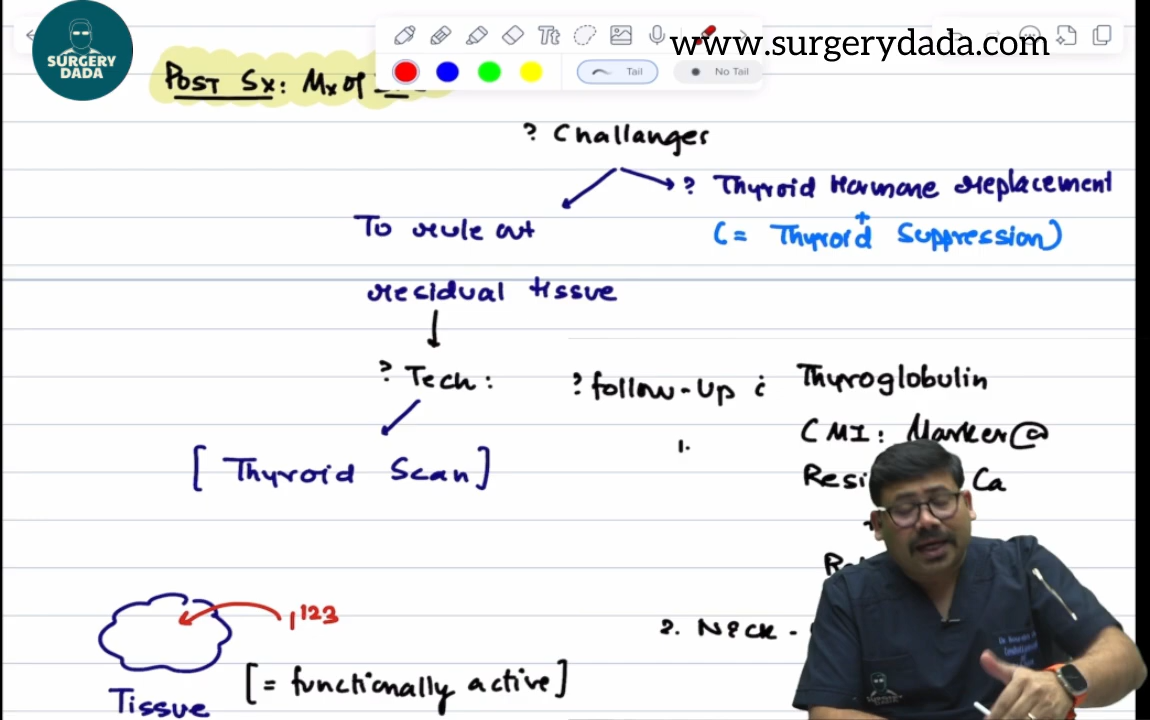 SURGERY
DADA
www.surgerydada.com
Tt
Tail
No Tail
Post Sx: Mx of
? Challanges
? Thyroid Hormone replacement
+
(= Thyroid Suppression)
To rule out
residual tissue
? Tech:
[Thyroid Scan]
? follow-Up c̄ Thyroglobulin
1.
CMI: Marker @
Ca
2. Neck -
I123
[= functionally active]
Tissue